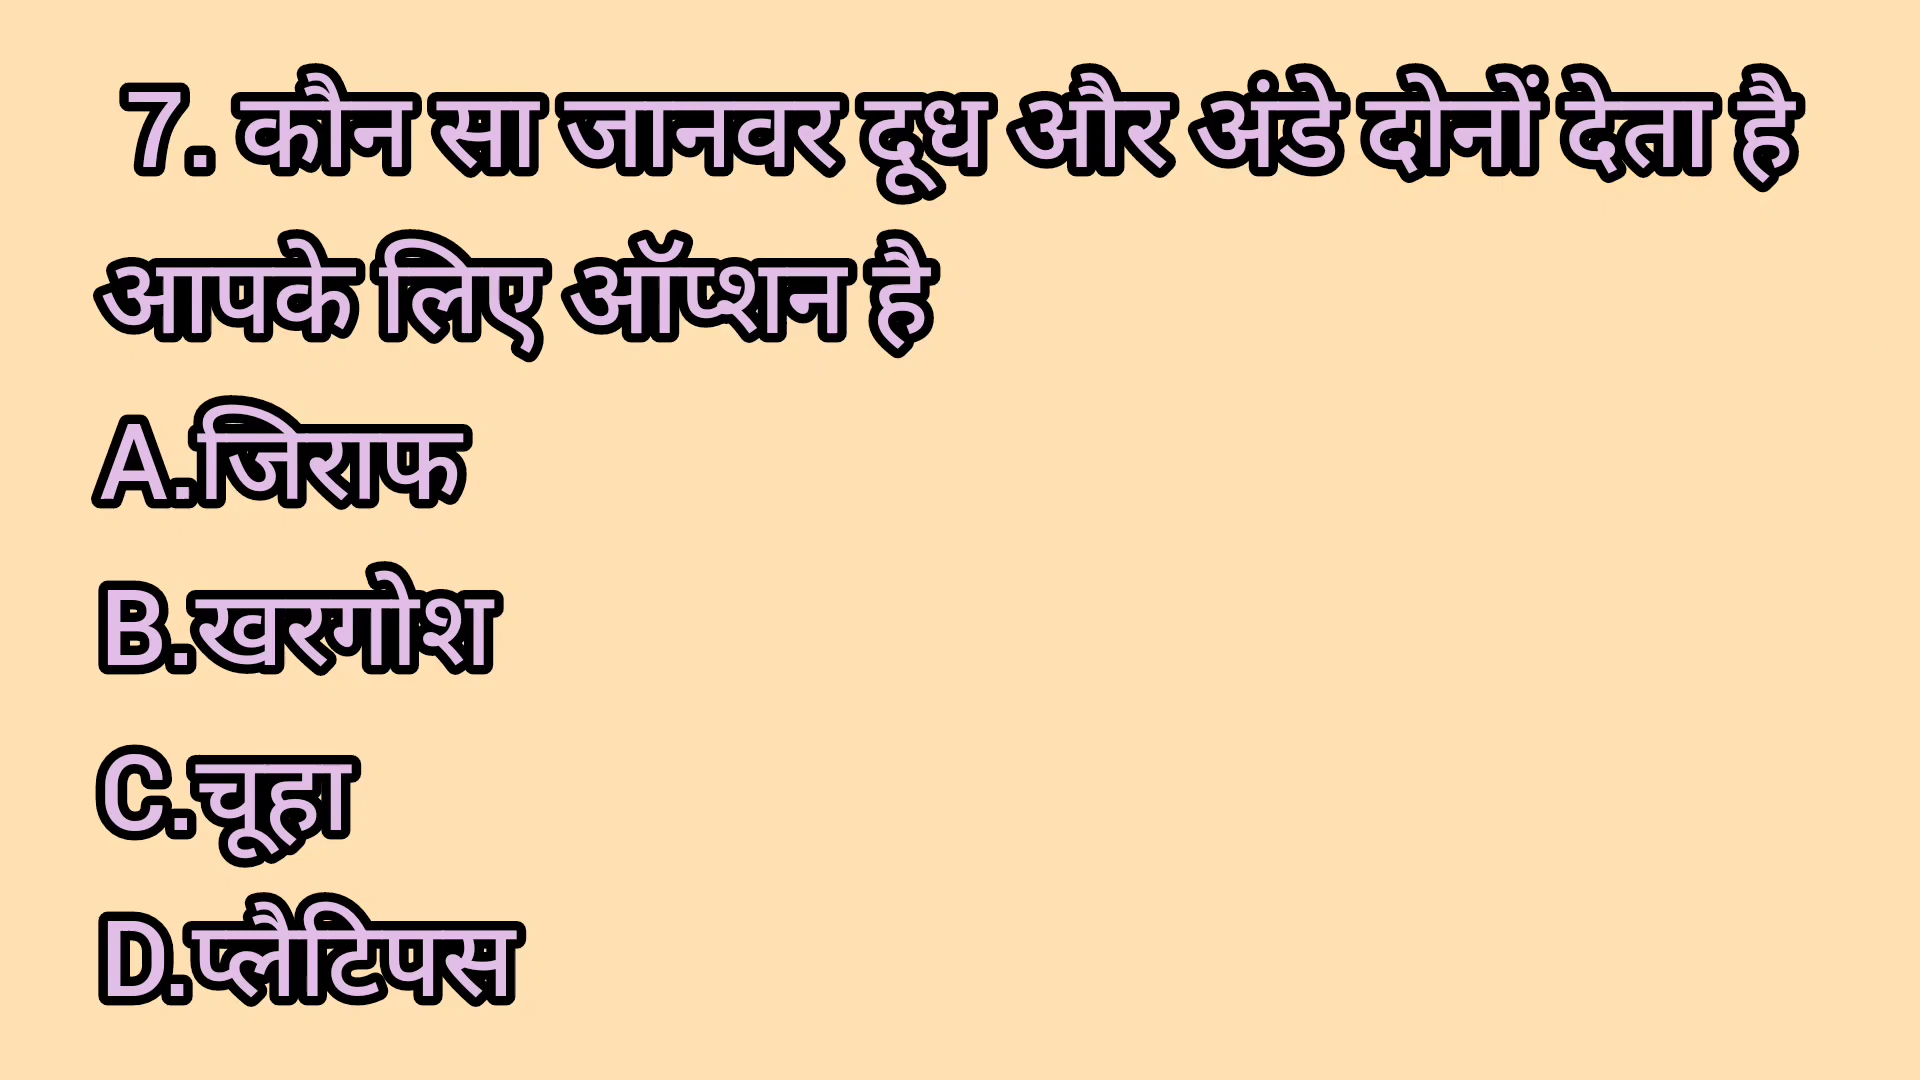 7. कौन सा जानवर दूध और अंडे दोनों देता है
आपके लिए ऑप्शन है
A.जिराफ
B.खरगोश
C.चूहा
D.प्लैटिपस